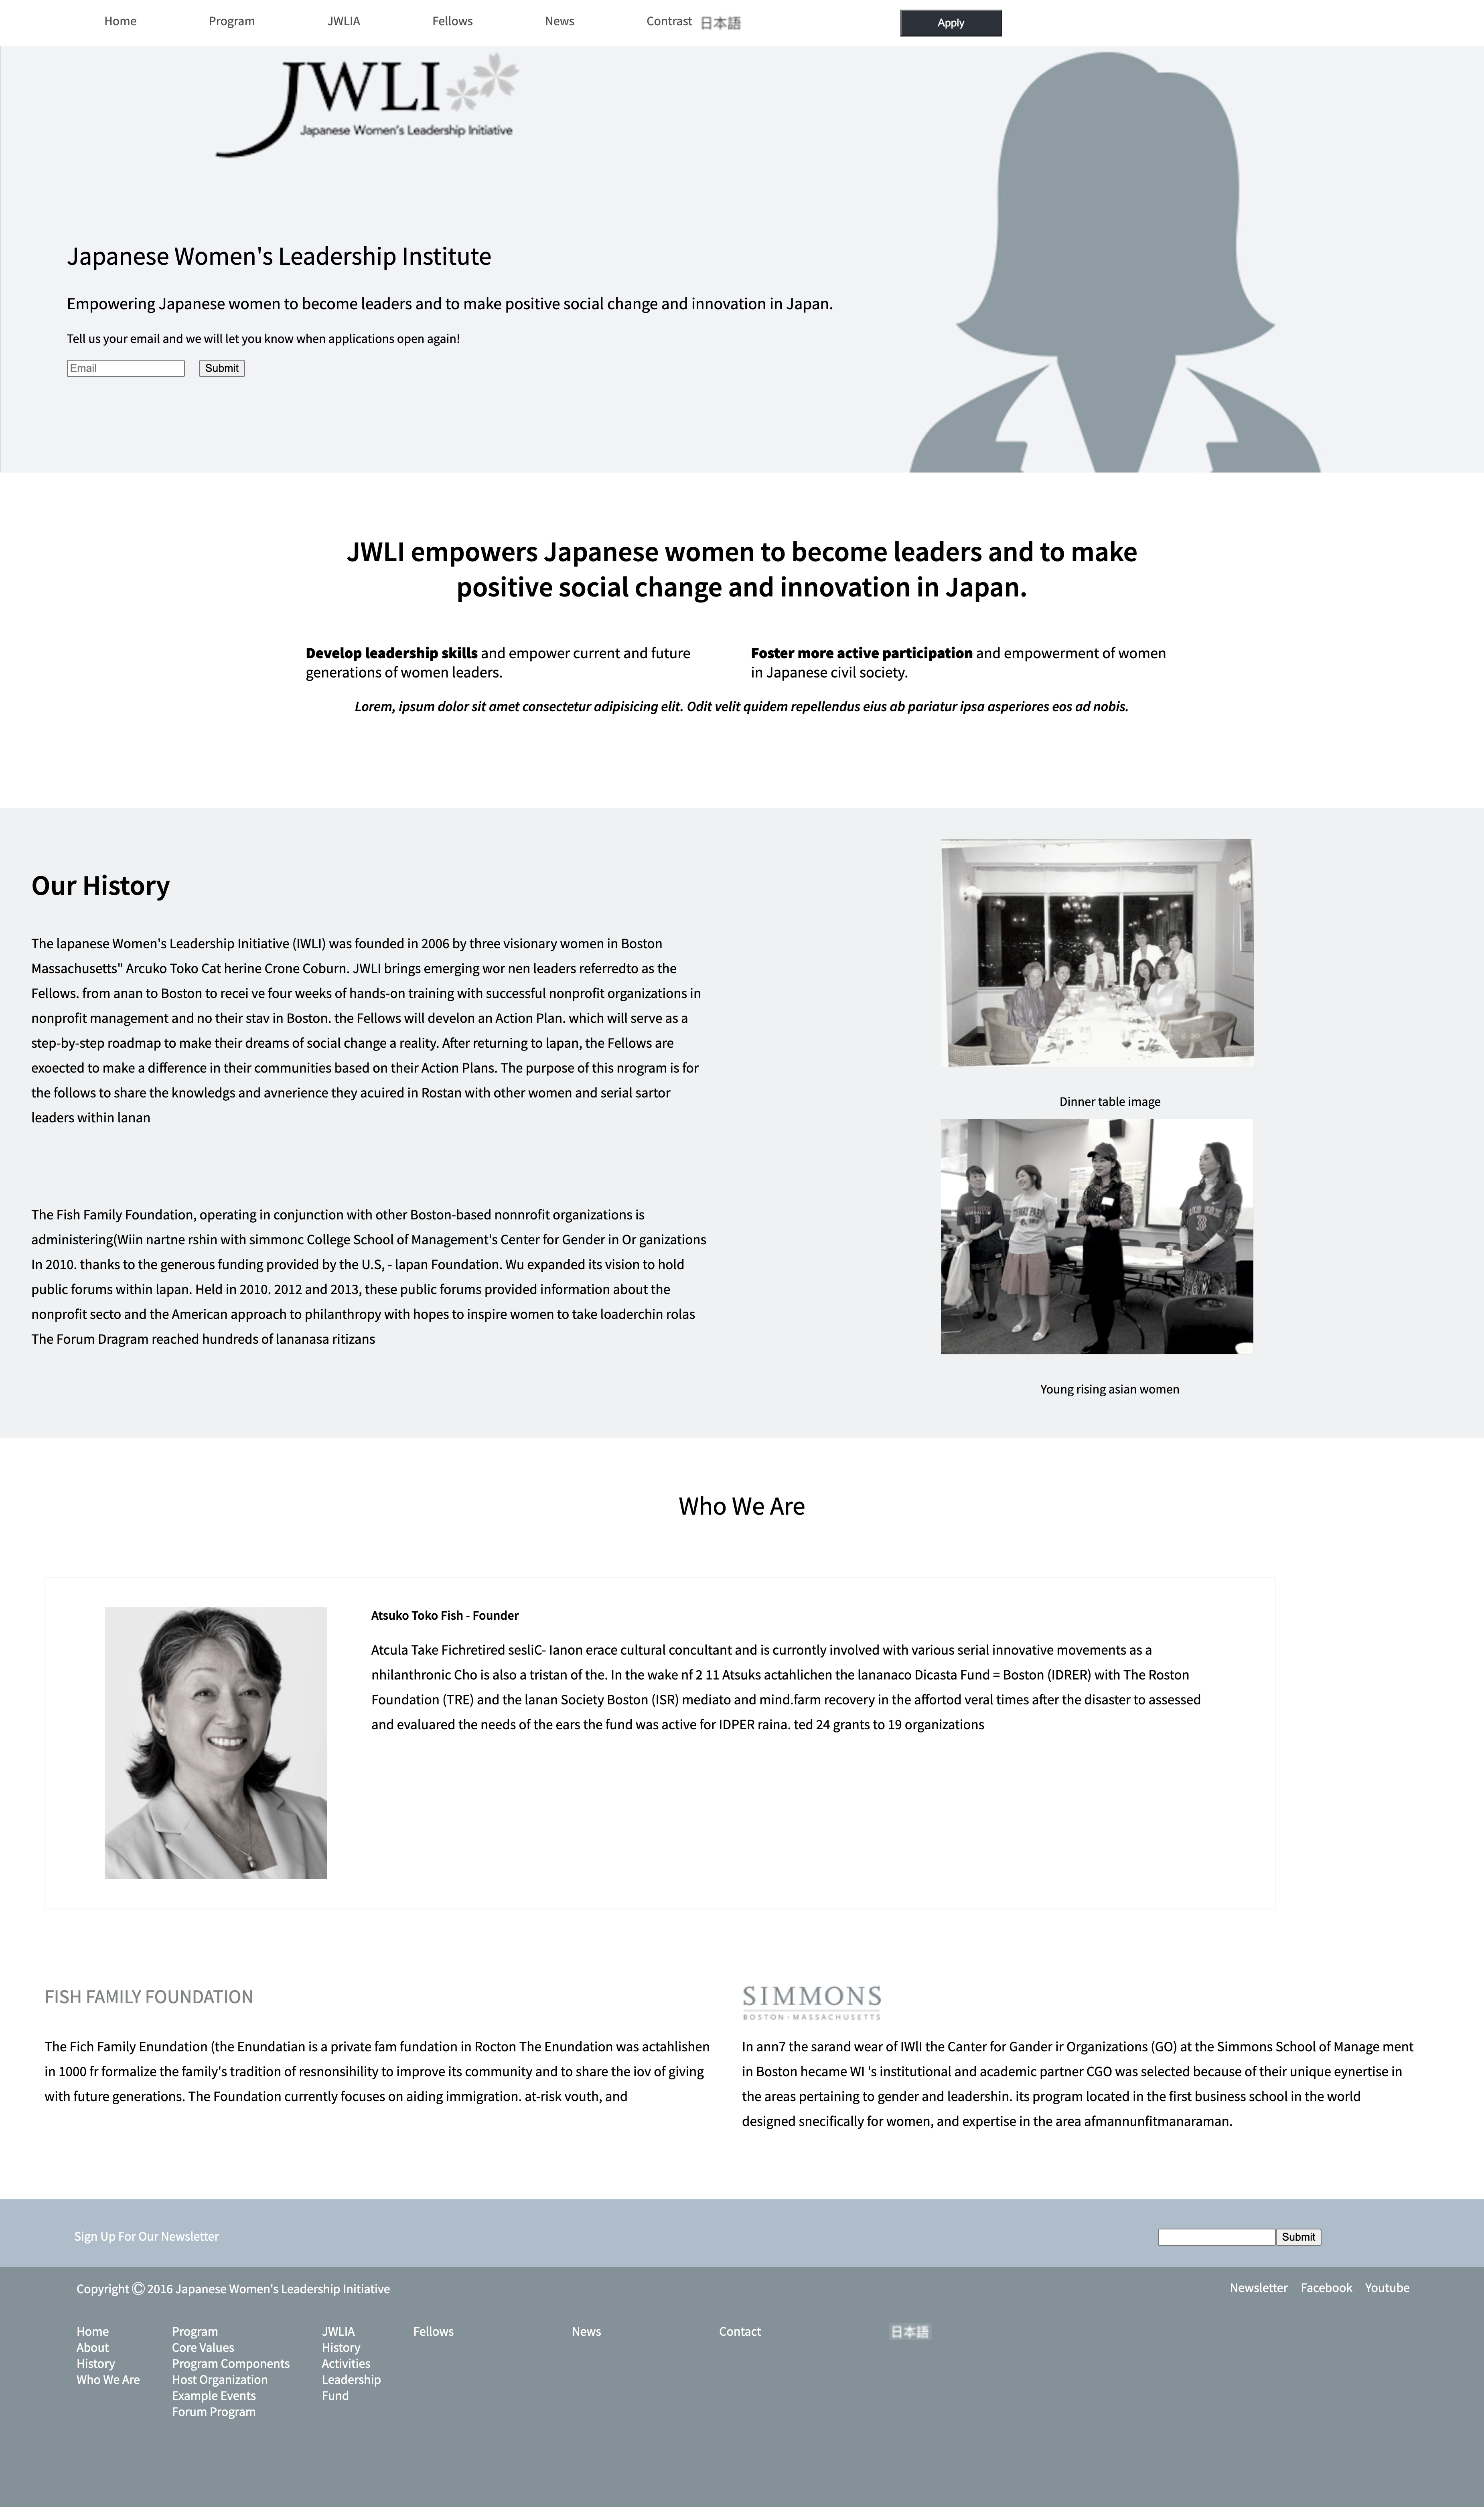 Home Program JWLIA Fellows News Contrast 日本語 Apply
JWLI
Japanese Women's Leadership Initiative
Japanese Women's Leadership Institute
Empowering Japanese women to become leaders and to make positive social change and innovation in Japan.
Tell us your email and we will let you know when applications open again!
Email Submit
JWLI empowers Japanese women to become leaders and to make
positive social change and innovation in Japan.
Develop leadership skills and empower current and future
generations of women leaders.
Foster more active participation and empowerment of women
in Japanese civil society.
Lorem, ipsum dolor sit amet consectetur adipisicing elit. Odit velit quidem repellendus eius ab pariatur ipsa asperiores eos ad nobis.
Our History
The lapanese Women's Leadership Initiative (IWLI) was founded in 2006 by three visionary women in Boston
Massachusetts" Arcuko Toko Cat herine Crone Coburn. JWLI brings emerging wor nen leaders referredto as the
Fellows. from anan to Boston to recei ve four weeks of hands-on training with successful nonprofit organizations in
nonprofit management and no their stav in Boston. the Fellows will develon an Action Plan. which will serve as a
step-by-step roadmap to make their dreams of social change a reality. After returning to lapan, the Fellows are
exoected to make a difference in their communities based on their Action Plans. The purpose of this nrogram is for
the follows to share the knowledgs and avnerience they acuired in Rostan with other women and serial sartor
leaders within lanan
The Fish Family Foundation, operating in conjunction with other Boston-based nonnrofit organizations is
administering(Wiin nartne rshin with simmonc College School of Management's Center for Gender in Or ganizations
In 2010. thanks to the generous funding provided by the U.S, - lapan Foundation. Wu expanded its vision to hold
public forums within lapan. Held in 2010. 2012 and 2013, these public forums provided information about the
nonprofit secto and the American approach to philanthropy with hopes to inspire women to take loaderchin rolas
The Forum Dragram reached hundreds of lananasa ritizans
Dinner table image
RED SOX
Young rising asian women
Who We Are
Atsuko Toko Fish - Founder
Atcula Take Fichretired sesliC- Ianon erace cultural concultant and is currontly involved with various serial innovative movements as a
nhilanthronic Cho is also a tristan of the. In the wake nf 2 11 Atsuks actahlichen the lananaco Dicasta Fund = Boston (IDRER) with The Roston
Foundation (TRE) and the lanan Society Boston (ISR) mediato and mind.farm recovery in the affortod veral times after the disaster to assessed
and evaluared the needs of the ears the fund was active for IDPER raina. ted 24 grants to 19 organizations
FISH FAMILY FOUNDATION
The Fich Family Enundation (the Enundatian is a private fam fundation in Rocton The Enundation was actahlishen
in 1000 fr formalize the family's tradition of resnonsibility to improve its community and to share the iov of giving
with future generations. The Foundation currently focuses on aiding immigration. at-risk vouth, and
SIMMONS
BOSTON · MASSACHUSETTS
In ann7 the sarand wear of IWlI the Canter for Gander ir Organizations (GO) at the Simmons School of Manage ment
in Boston hecame WI 's institutional and academic partner CGO was selected because of their unique eynertise in
the areas pertaining to gender and leadershin. its program located in the first business school in the world
designed snecifically for women, and expertise in the area afmannunfitmanaraman.
Sign Up For Our Newsletter Submit
Copyright Ⓒ 2016 Japanese Women's Leadership Initiative
Newsletter Facebook Youtube
Home
About
History
Who We Are
Program
Core Values
Program Components
Host Organization
Example Events
Forum Program
JWLIA
History
Activities
Leadership
Fund
Fellows
News
Contact
日本語